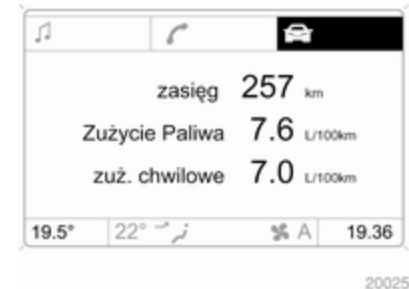 zasięg 257 km
Zużycie Paliwa 7.6 L/100km
zuż. chwilowe 7.0 L/100km
19.5° 22° A 19.36
20025